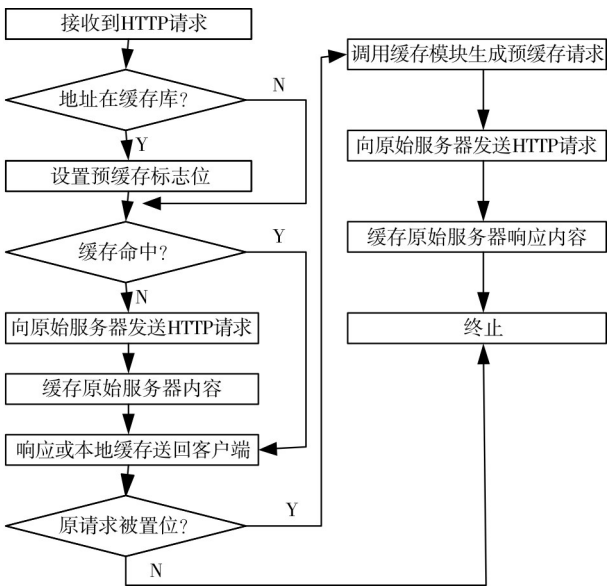 接收到HTTP请求
地址在缓存库?
N
Y
设置预缓存标志位
缓存命中?
Y
N
向原始服务器发送HTTP请求
缓存原始服务器内容
响应或本地缓存送回客户端
原请求被置位?
Y
N
调用缓存模块生成预缓存请求
向原始服务器发送HTTP请求
缓存原始服务器响应内容
终止